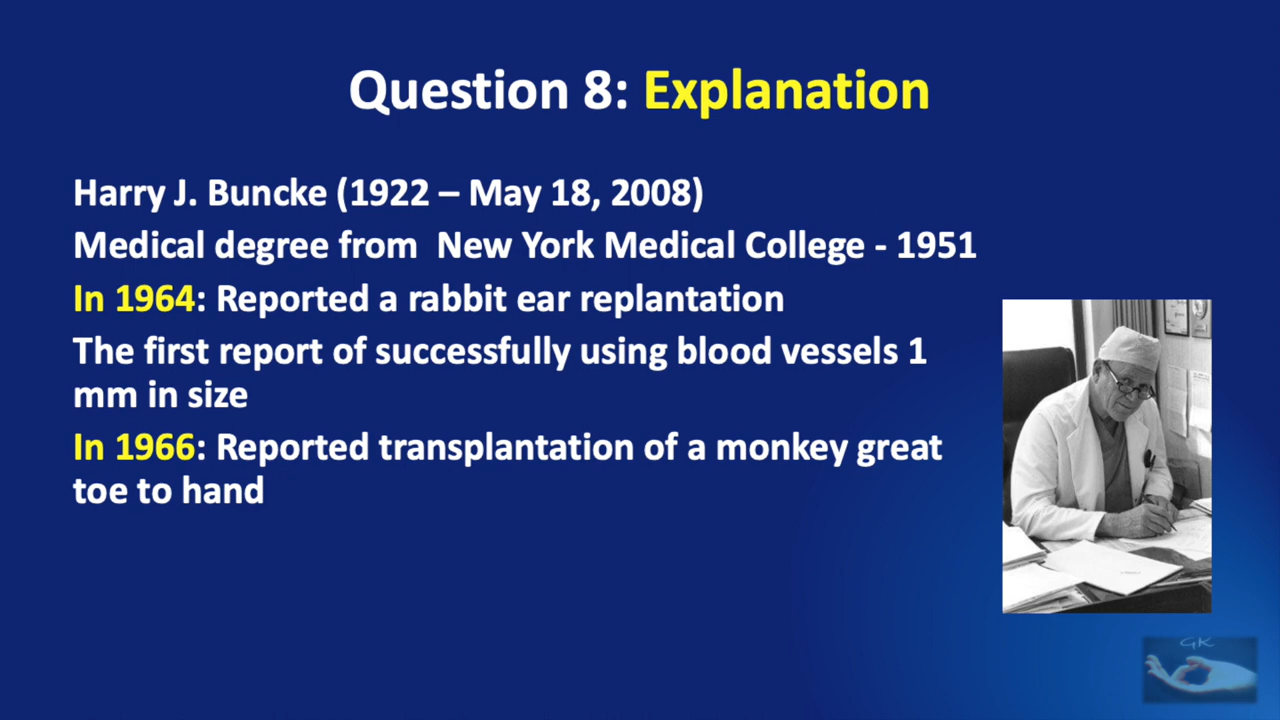 Question 8: Explanation
Harry J. Buncke (1922 – May 18, 2008)
Medical degree from  New York Medical College - 1951
In 1964: Reported a rabbit ear replantation
The first report of successfully using blood vessels 1
mm in size
In 1966: Reported transplantation of a monkey great
toe to hand
GK